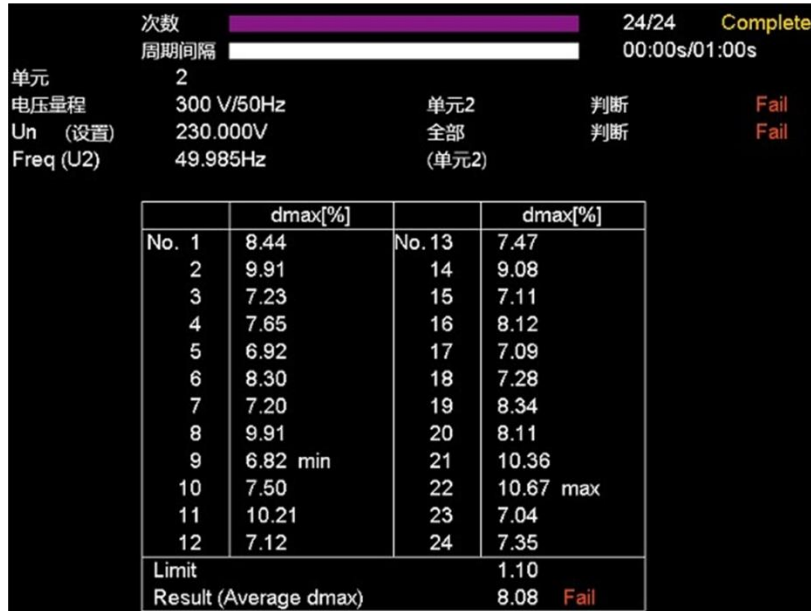 次数 24/24 Complete
周期间隔 00:00s/01:00s
单元 2
电压量程 300 V/50Hz 单元2 判断 Fail
Un (设置) 230.000V 全部 判断 Fail
Freq (U2) 49.985Hz (单元2)
dmax[%] dmax[%]
No. 1 8.44 No. 13 7.47
2 9.91 14 9.08
3 7.23 15 7.11
4 7.65 16 8.12
5 6.92 17 7.09
6 8.30 18 7.28
7 7.20 19 8.34
8 9.91 20 8.11
9 6.82 min 21 10.36
10 7.50 22 10.67 max
11 10.21 23 7.04
12 7.12 24 7.35
Limit 1.10
Result (Average dmax) 8.08 Fail